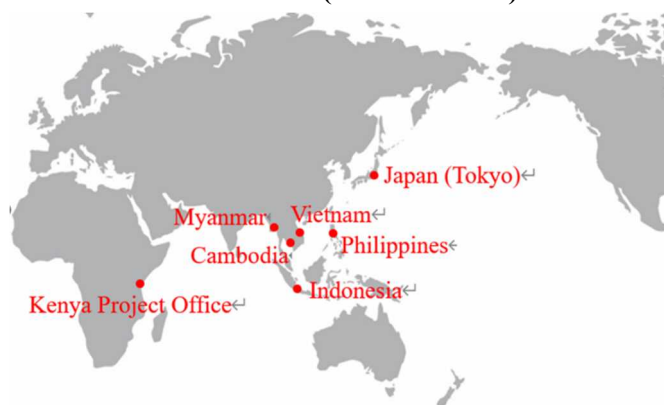 Japan (Tokyo)
Myanmar
Vietnam
Cambodia
Philippines
Kenya Project Office
Indonesia